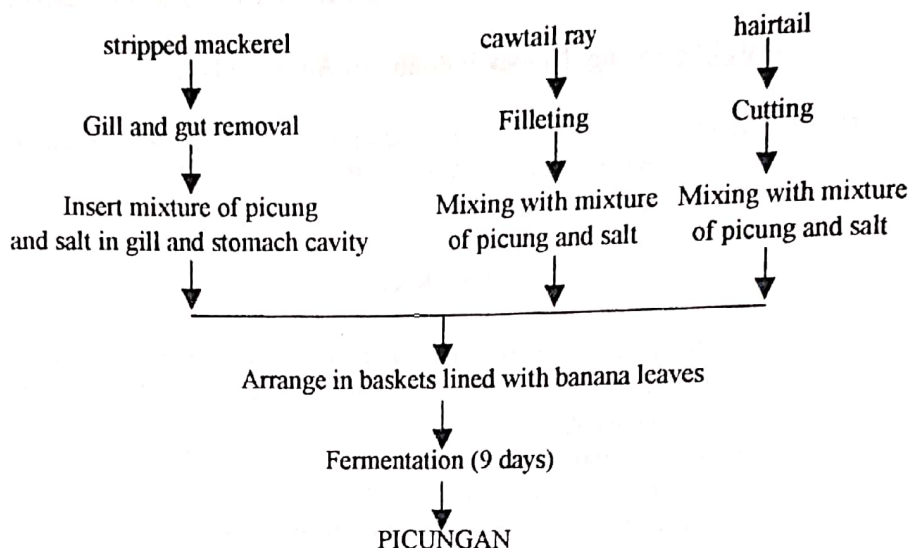 stripped mackerel
Gill and gut removal
Insert mixture of picung
and salt in gill and stomach cavity
cawtail ray
Filleting
Mixing with mixture
of picung and salt
hairtail
Cutting
Mixing with mixture
of picung and salt
Arrange in baskets lined with banana leaves
Fermentation (9 days)
PICUNGAN